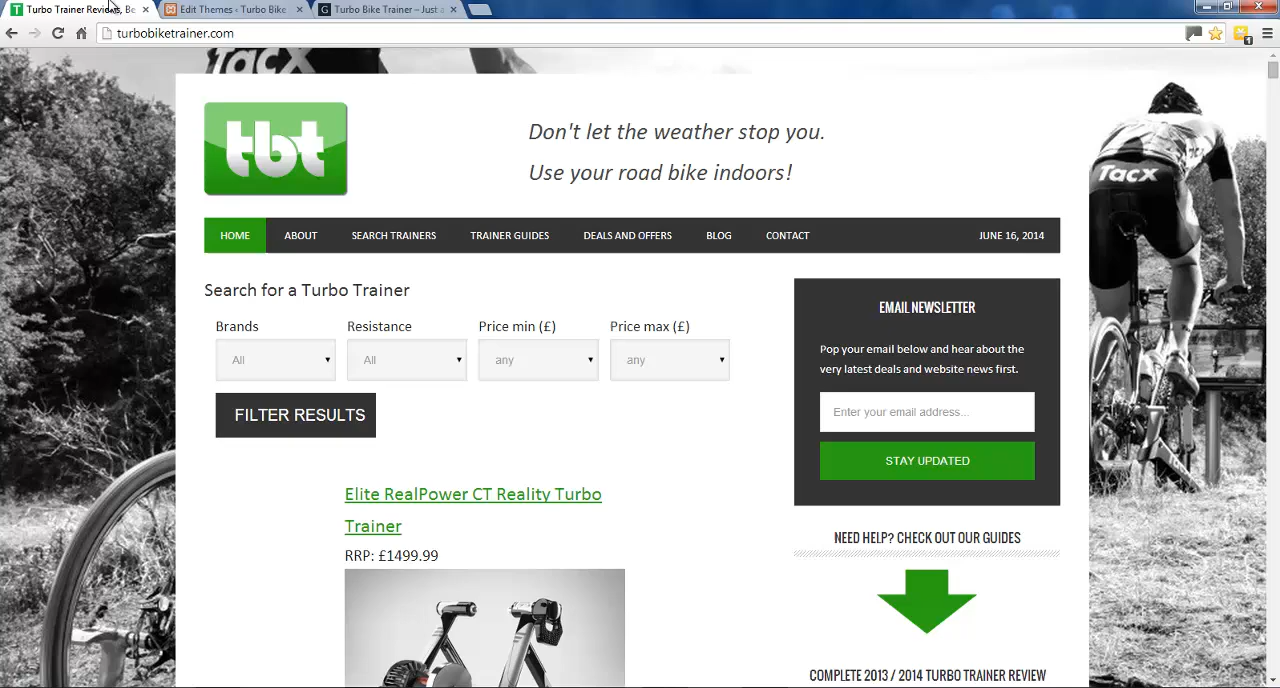 Turbo Trainer Reviews, Be
Edit Themes ‹ Turbo Bike
Turbo Bike Trainer – Just a
turbobiketrainer.com
1
Tacx
tbt
Don't let the weather stop you.
Use your road bike indoors!
Tacx
HOME ABOUT SEARCH TRAINERS TRAINER GUIDES DEALS AND OFFERS BLOG CONTACT JUNE 16, 2014
Search for a Turbo Trainer
Brands Resistance Price min (£) Price max (£)
All All any any
FILTER RESULTS
Elite RealPower CT Reality Turbo
Trainer
RRP: £1499.99
EMAIL NEWSLETTER
Pop your email below and hear about the
very latest deals and website news first.
Enter your email address...
STAY UPDATED
NEED HELP? CHECK OUT OUR GUIDES
COMPLETE 2013 / 2014 TURBO TRAINER REVIEW